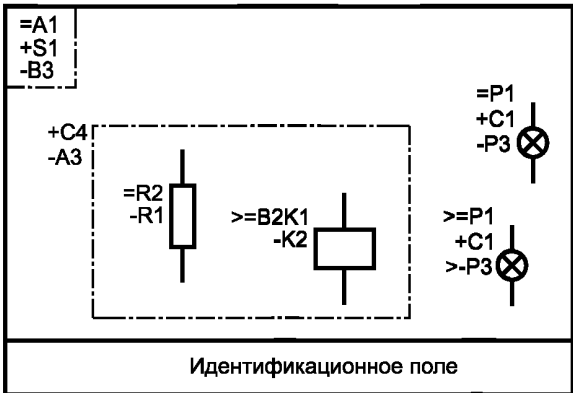 =A1
+S1
-B3
+C4
-A3
=R2
-R1
>=B2K1
-K2
=P1
+C1
-P3
>=P1
+C1
>-P3
Идентификационное поле